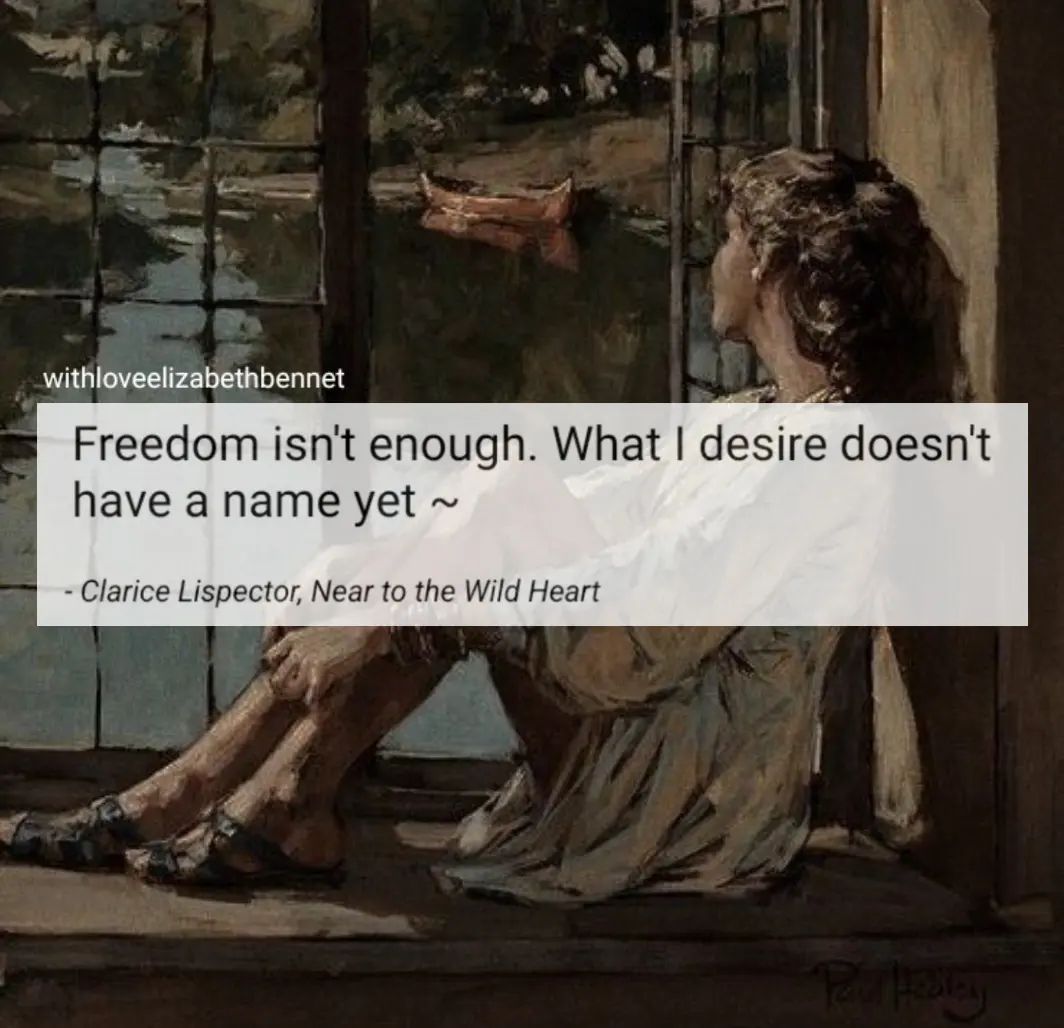 withloveelizabethbennet
Freedom isn't enough. What I desire doesn't
have a name yet ~
- Clarice Lispector, Near to the Wild Heart